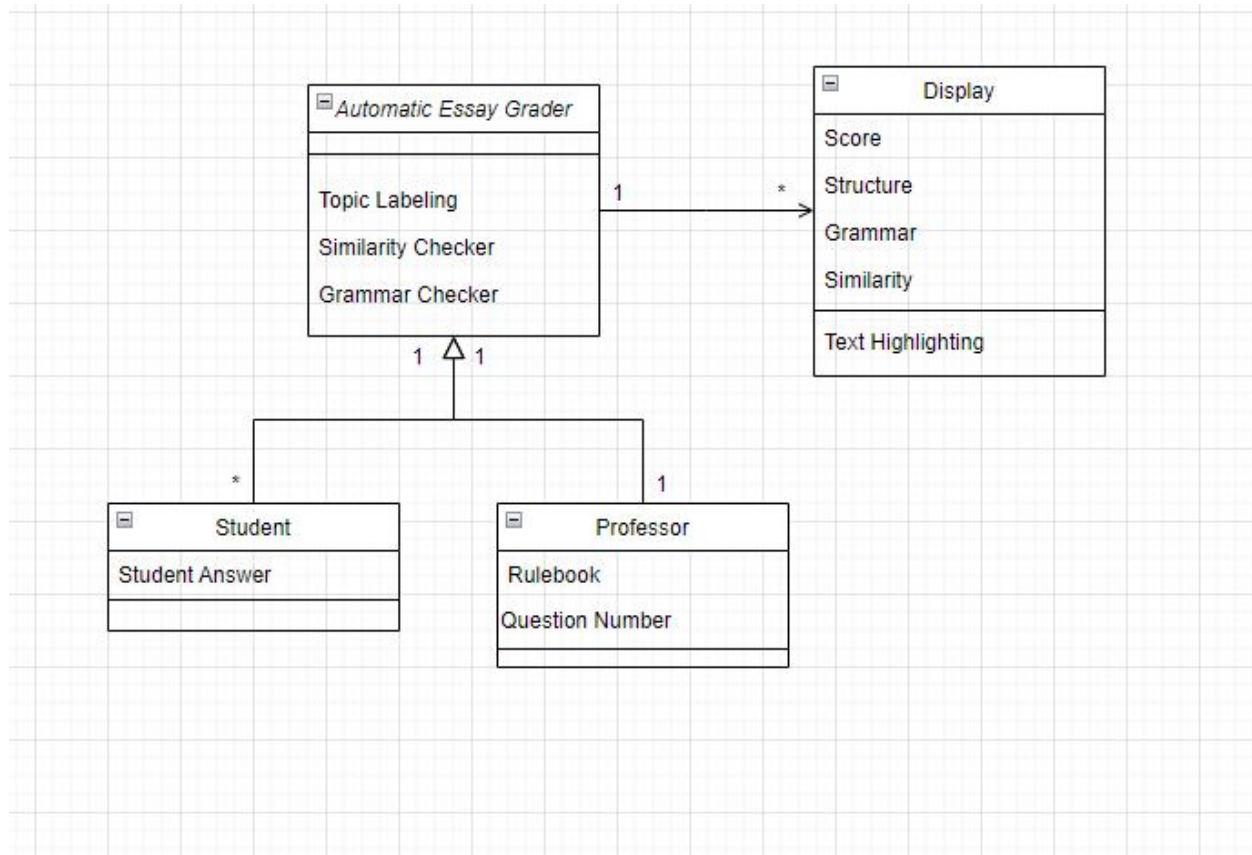 Automatic Essay Grader
Topic Labeling
Similarity Checker
Grammar Checker
1
*
Display
Score
Structure
Grammar
Similarity
Text Highlighting
1
1
*
1
Student
Student Answer
Professor
Rulebook
Question Number